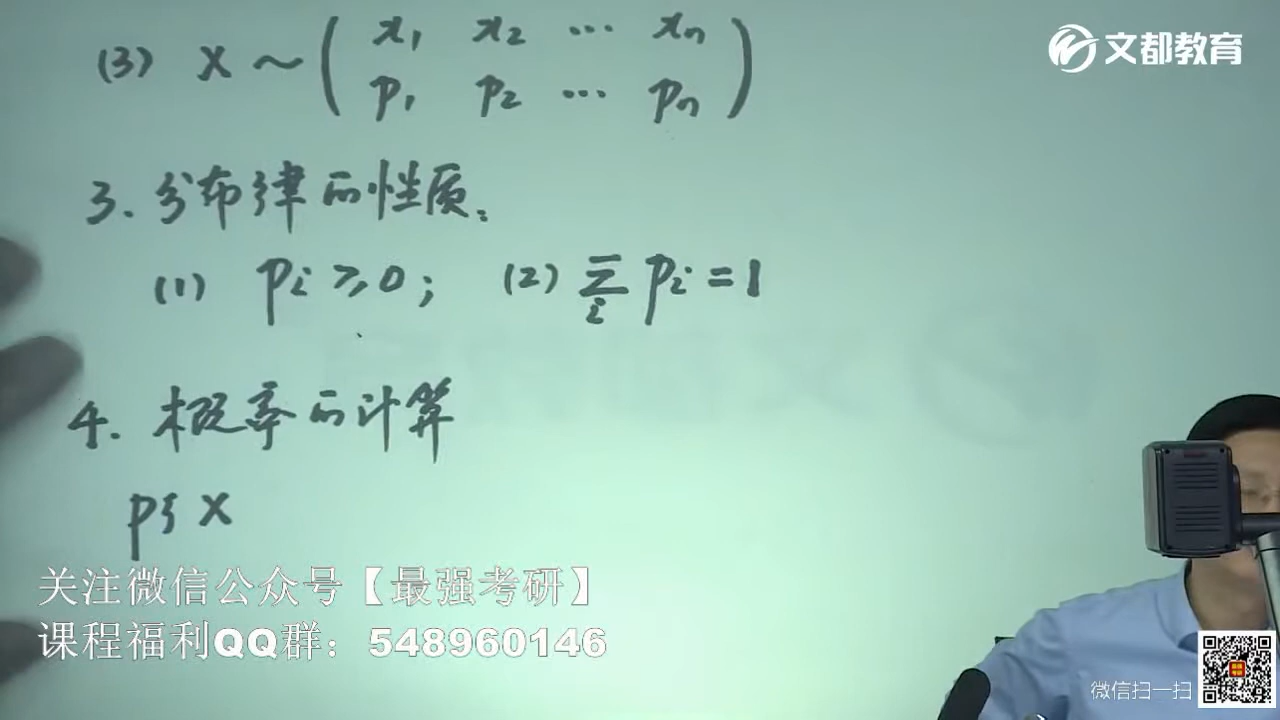 文都教育
(3) X ~ ( x₁ x₂ … xₙ
p₁ p₂ … pₙ )
3. 分布律的性质:
(1) pᵢ ≥ 0; (2) ∑ᵢ pᵢ = 1
4. 概率的计算
P{ X
关注微信公众号【最强考研】
课程福利QQ群：548960146
微信扫一扫